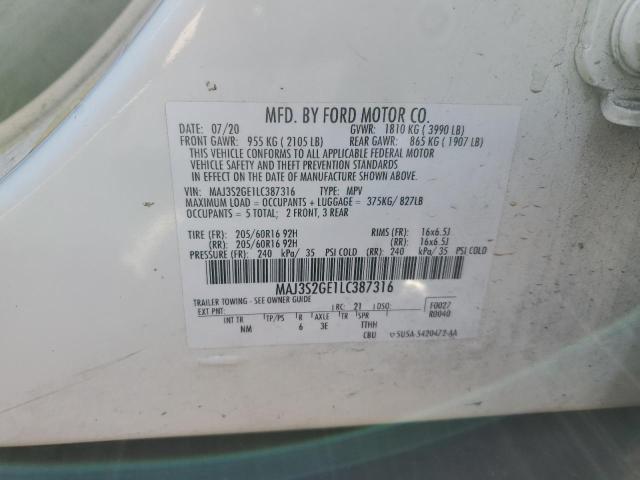 MFD. BY FORD MOTOR CO.
DATE: 07/20 GVWR: 1810 KG ( 3990 LB)
FRONT GAWR: 955 KG ( 2105 LB) REAR GAWR: 865 KG ( 1907 LB)
THIS VEHICLE CONFORMS TO ALL APPLICABLE FEDERAL MOTOR
VEHICLE SAFETY AND THEFT PREVENTION STANDARDS
IN EFFECT ON THE DATE OF MANUFACTURE SHOWN ABOVE.
VIN: MAJ3S2GE1LC387316 TYPE: MPV
MAXIMUM LOAD = OCCUPANTS + LUGGAGE = 375KG/ 827LB
OCCUPANTS = 5 TOTAL; 2 FRONT, 3 REAR
TIRE (FR): 205/60R16 92H RIMS (FR): 16x6.5J
(RR): 205/60R16 92H (RR): 16x6.5J
PRESSURE (FR): 240 kPa/ 35 PSI COLD (RR): 240 kPa/ 35 PSI COLD
MAJ3S2GE1LC387316
TRAILER TOWING - SEE OWNER GUIDE
EXT PNT: RC: 21 DSO: F0027
R0040
INT TR TP/PS R AXLE TR SPR
NM 6 3E TTHH
CBU 5U5A-5420472-AA